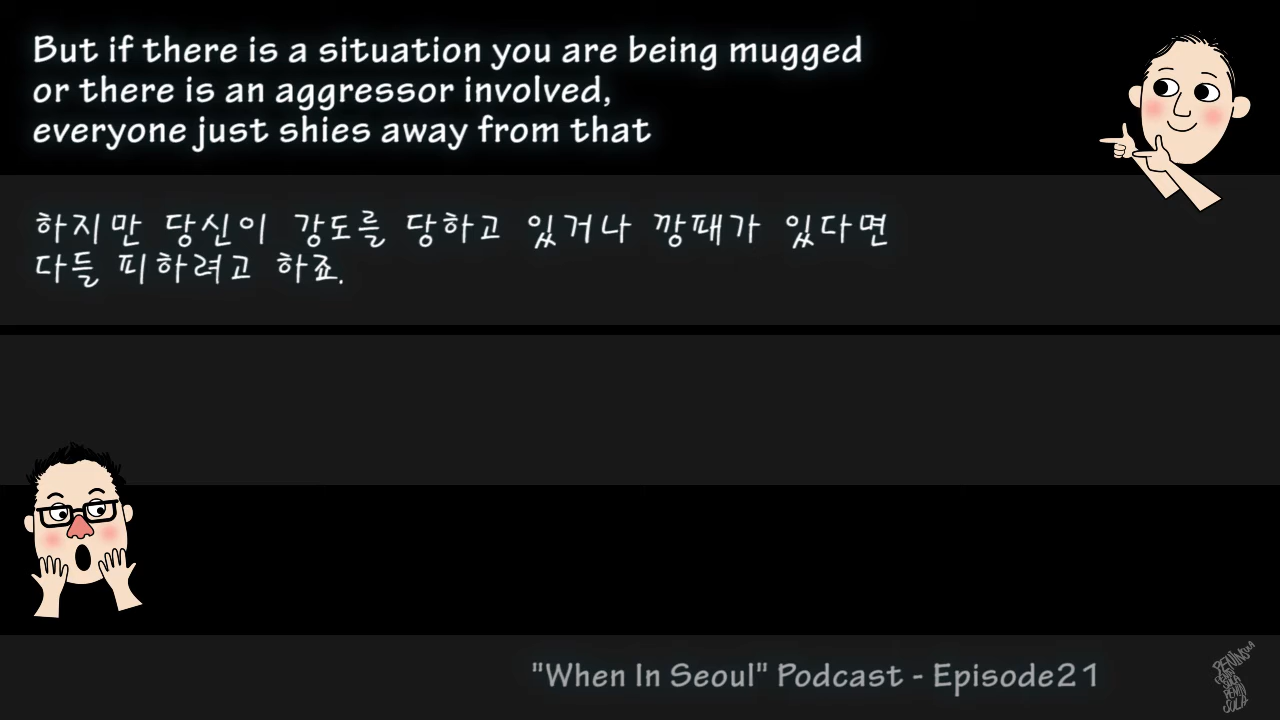 But if there is a situation you are being mugged
or there is an aggressor involved,
everyone just shies away from that
하지만 당신이 강도를 당하고 있거나 깡패가 있다면
다들 피하려고 하죠.
"When In Seoul" Podcast - Episode21